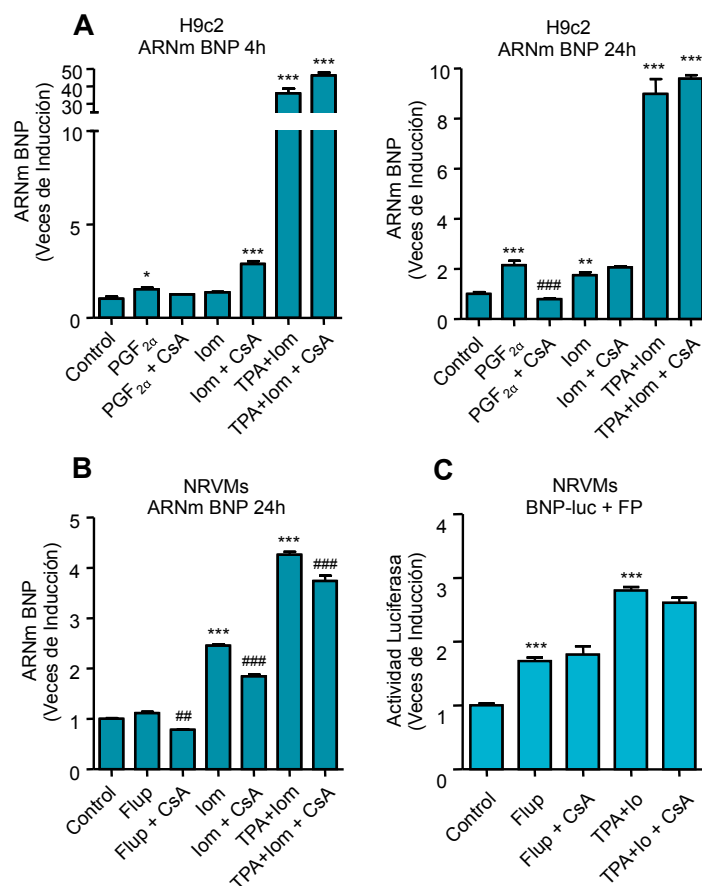 A
H9c2
ARNm BNP 4h
ARNm BNP
(Veces de Inducción)
50
40
30
10
5
0
*
***
***
***
Control
PGF2α
PGF2α + CsA
Iom
Iom + CsA
TPA+Iom
TPA+Iom + CsA
H9c2
ARNm BNP 24h
ARNm BNP
(Veces de Inducción)
10
8
6
4
2
0
***
###
**
***
***
Control
PGF2α
PGF2α + CsA
Iom
Iom + CsA
TPA+Iom
TPA+Iom + CsA
B
NRVMs
ARNm BNP 24h
ARNm BNP
(Veces de Inducción)
5
4
3
2
1
0
##
***
###
***
###
Control
Flup
Flup + CsA
Iom
Iom + CsA
TPA+Iom
TPA+Iom + CsA
C
NRVMs
BNP-luc + FP
Actividad Luciferasa
(Veces de Inducción)
4
3
2
1
0
***
***
Control
Flup
Flup + CsA
TPA+Io
TPA+Io + CsA